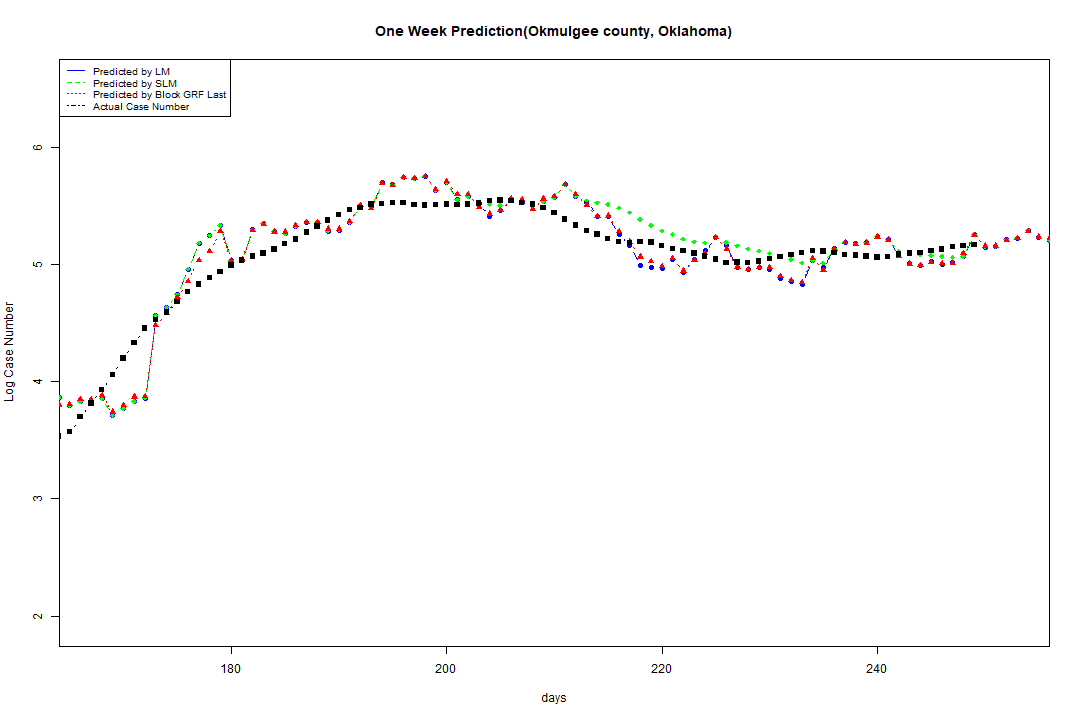 One Week Prediction(Okmulgee county, Oklahoma)
Predicted by LM
Predicted by SLM
Predicted by Block GRF Last
Actual Case Number
6
5
4
3
2
Log Case Number
180 200 220 240
days